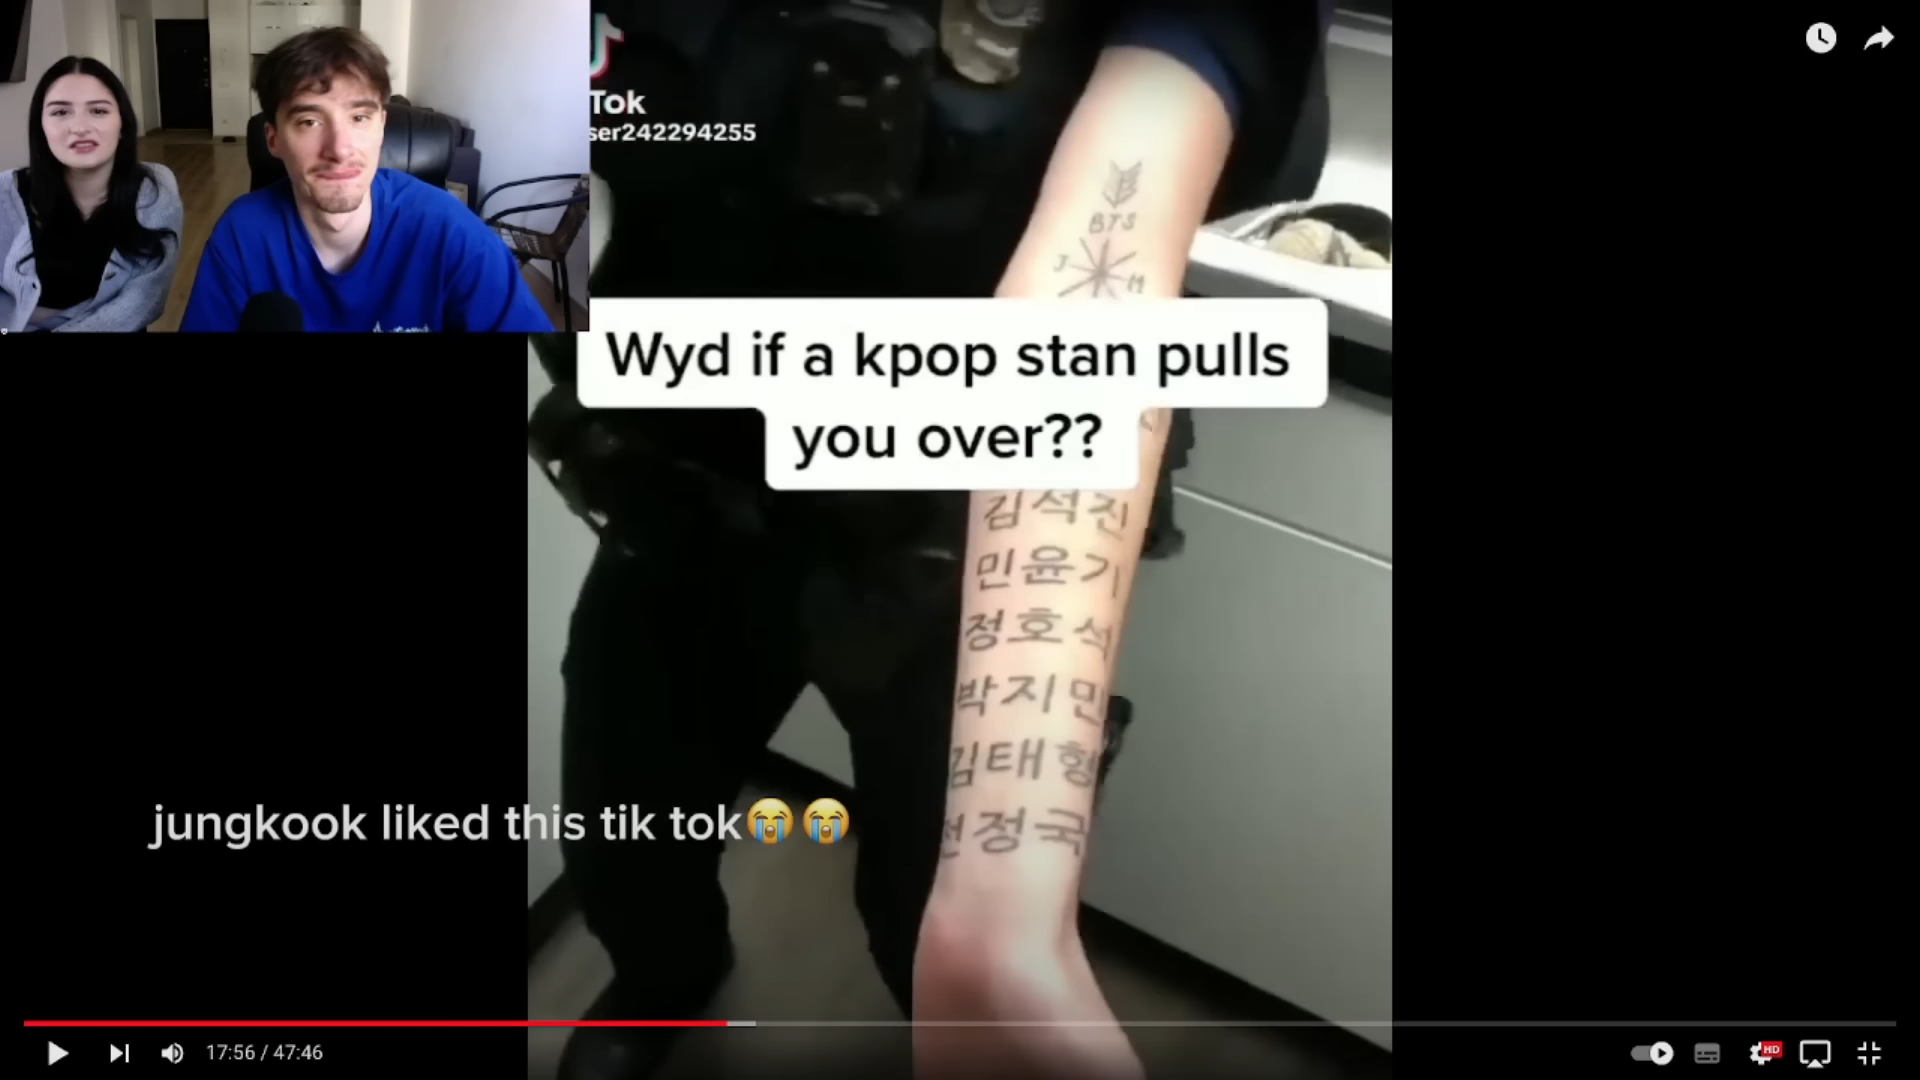 Tok
ser242294255
BTS
J
M
Wyd if a kpop stan pulls
you over??
김석진
민윤기
정호석
박지민
김태형
전정국
jungkook liked this tik tok😭😭
17:56 / 47:46
HD